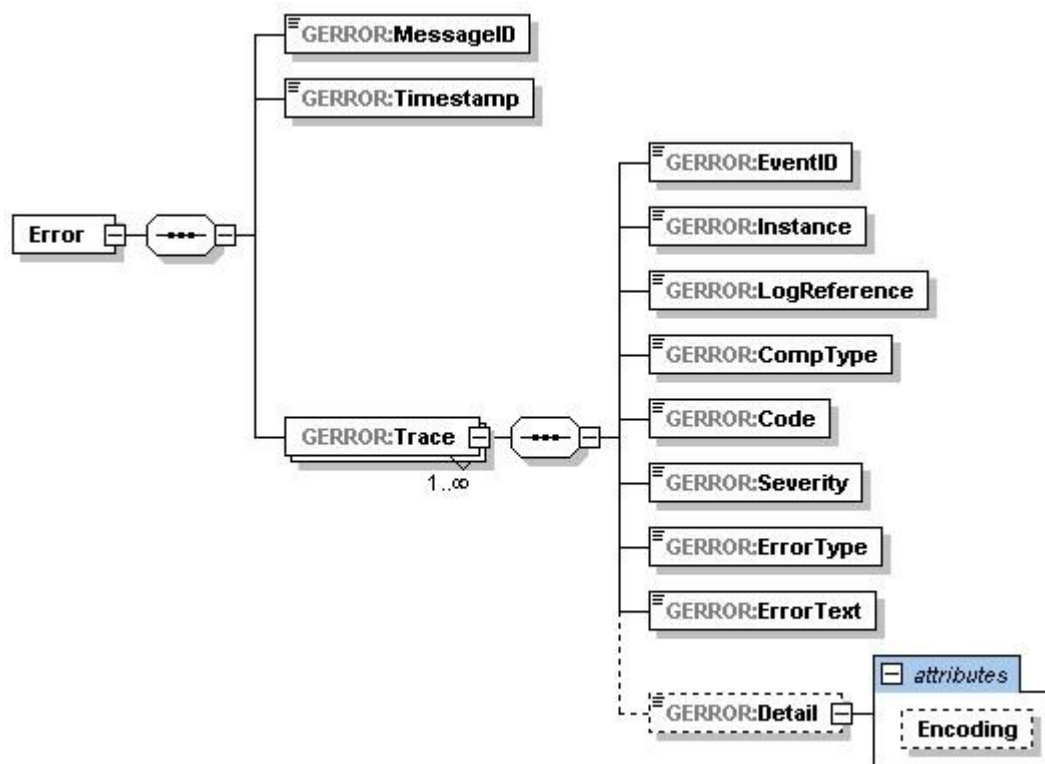 GERROR:MessageID
GERROR:Timestamp
GERROR:EventID
GERROR:Instance
Error
GERROR:LogReference
GERROR:CompType
GERROR:Code
GERROR:Trace
1..∞
GERROR:Severity
GERROR:ErrorType
GERROR:ErrorText
attributes
GERROR:Detail
Encoding